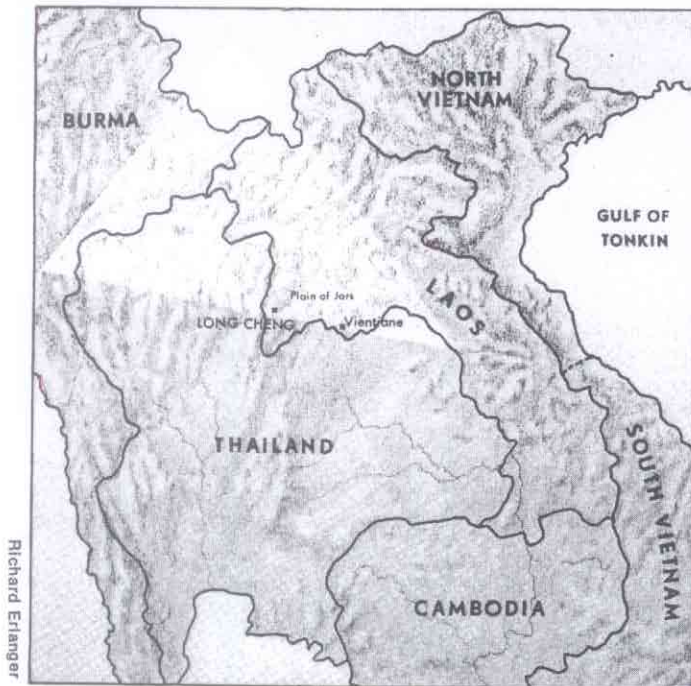 NORTH
VIETNAM
BURMA
GULF OF
TONKIN
Plain of Jars
LAOS
LONG CHENG
Vientiane
THAILAND
SOUTH VIETNAM
CAMBODIA
Richard Erlanger